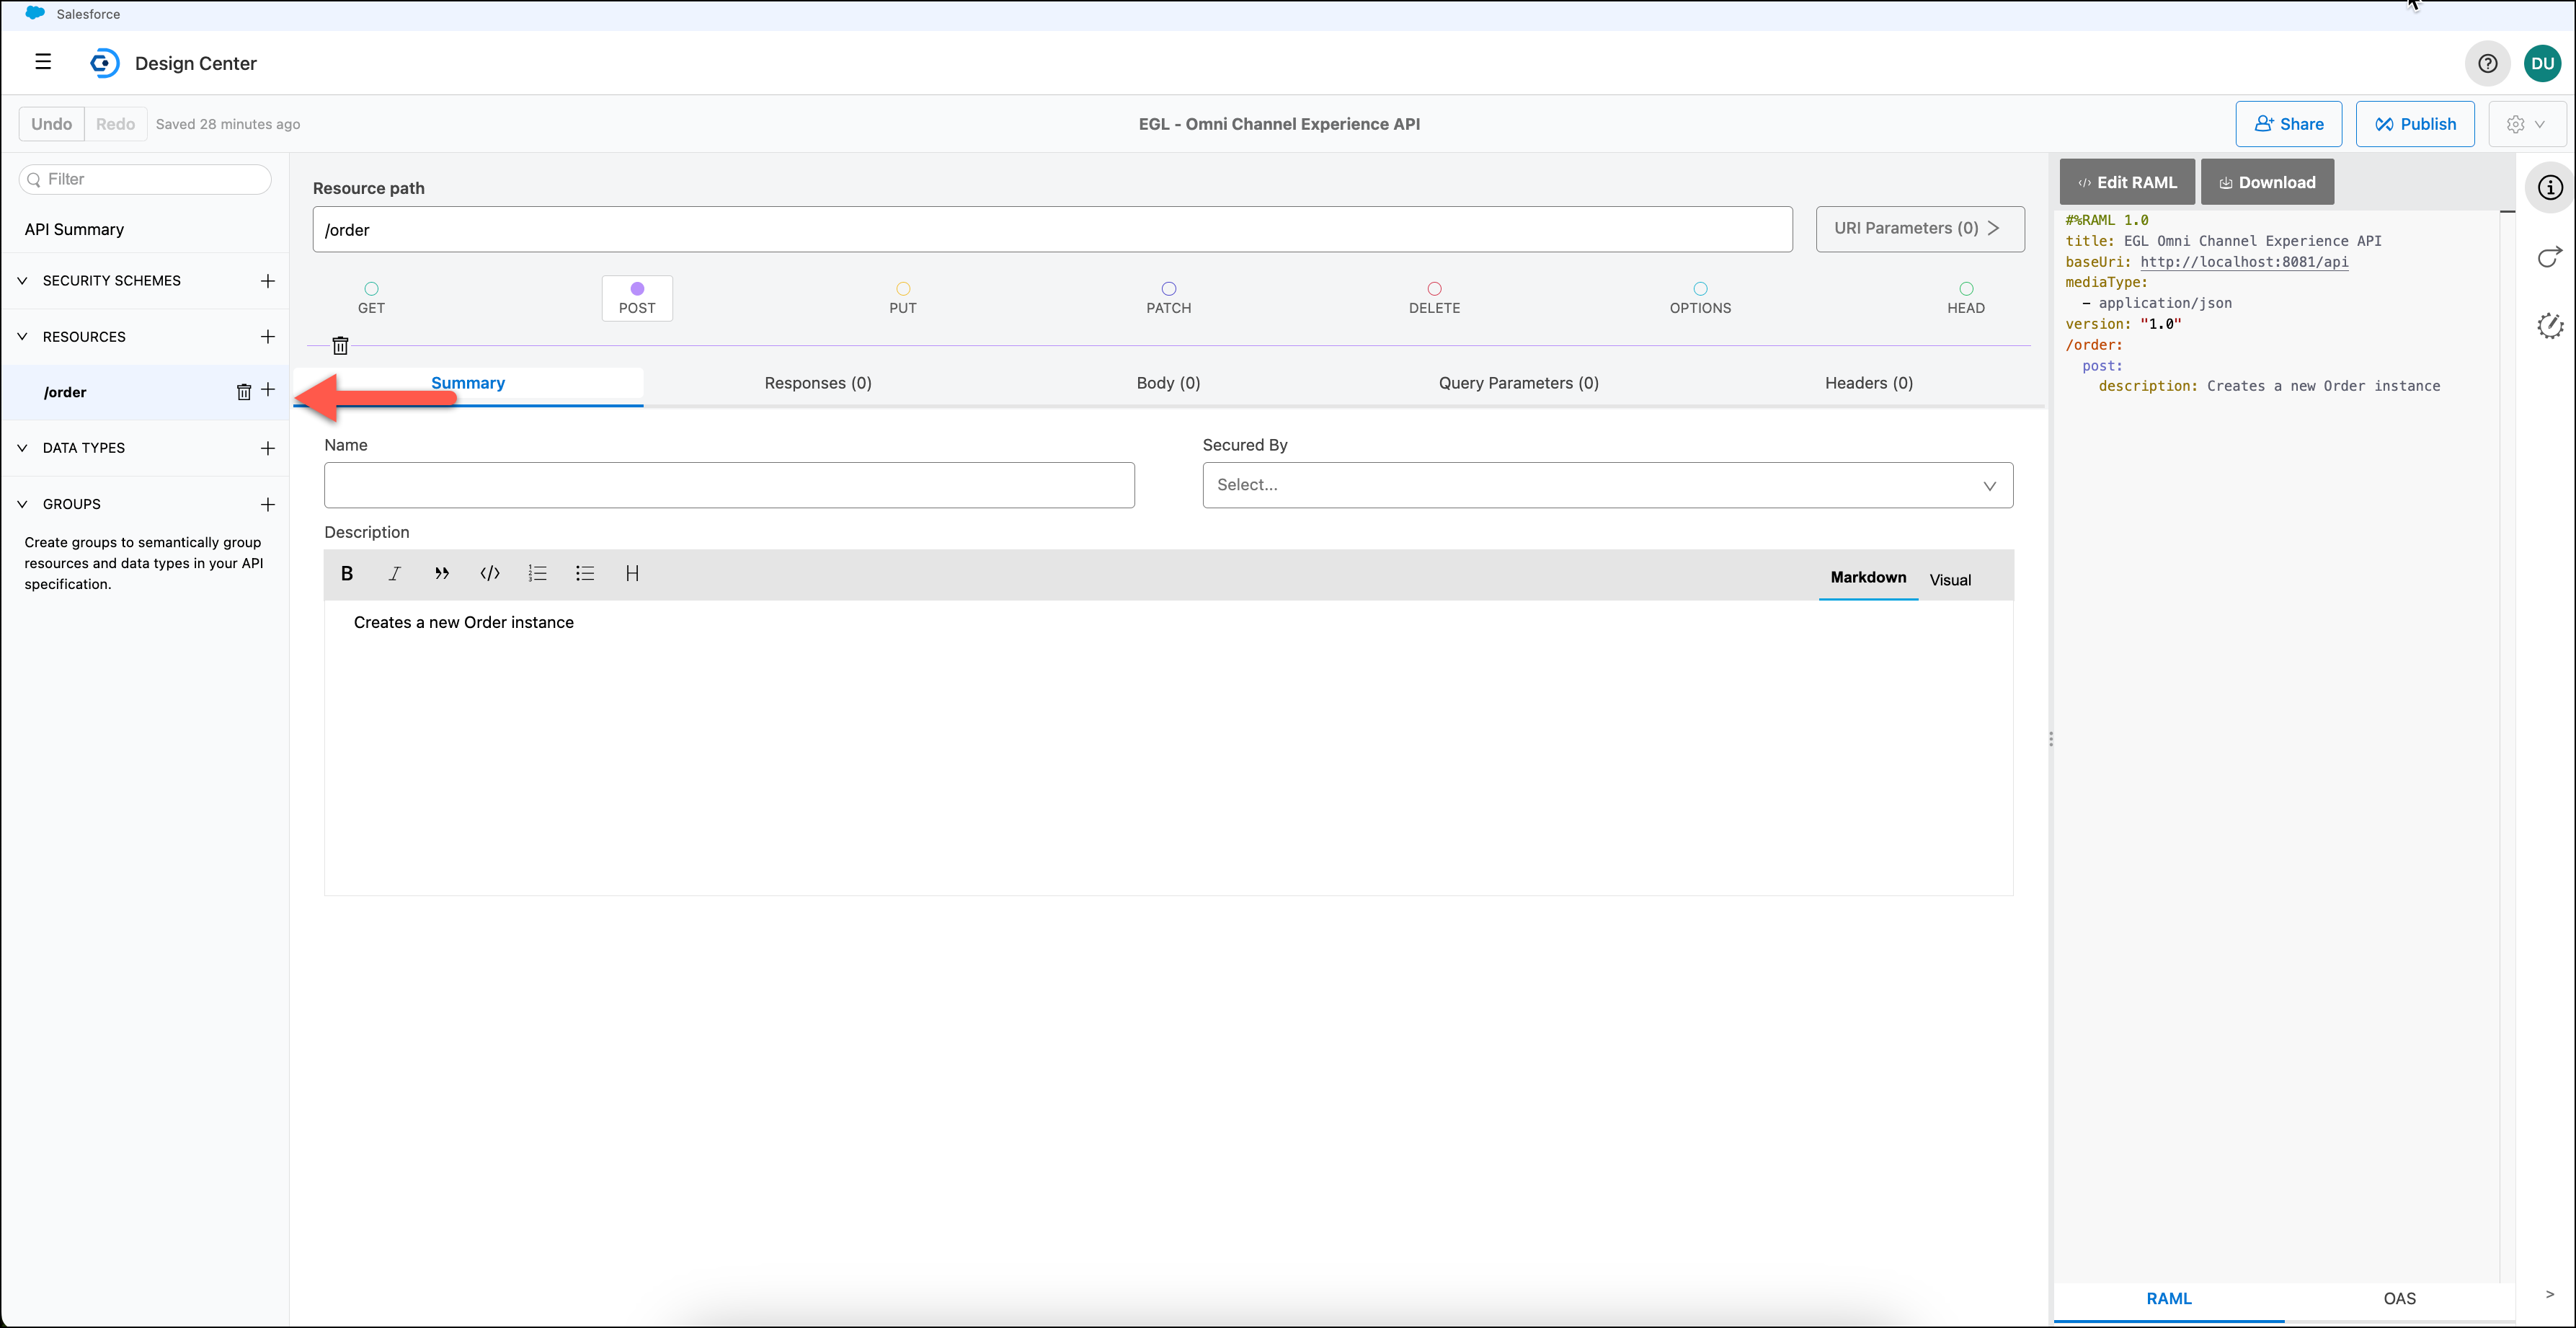 Salesforce
Design Center
DU
Undo Redo Saved 28 minutes ago
EGL - Omni Channel Experience API
Share
Publish
Filter
API Summary
SECURITY SCHEMES
RESOURCES
/order
DATA TYPES
GROUPS
Create groups to semantically group
resources and data types in your API
specification.
Resource path
/order
URI Parameters (0) >
GET POST PUT PATCH DELETE OPTIONS HEAD
Summary Responses (0) Body (0) Query Parameters (0) Headers (0)
Name
Secured By
Select...
Description
B I H
Markdown Visual
Creates a new Order instance
</> Edit RAML
Download
#%RAML 1.0
title: EGL Omni Channel Experience API
baseUri: http://localhost:8081/api
mediaType:
- application/json
version: "1.0"
/order:
post:
description: Creates a new Order instance
RAML OAS